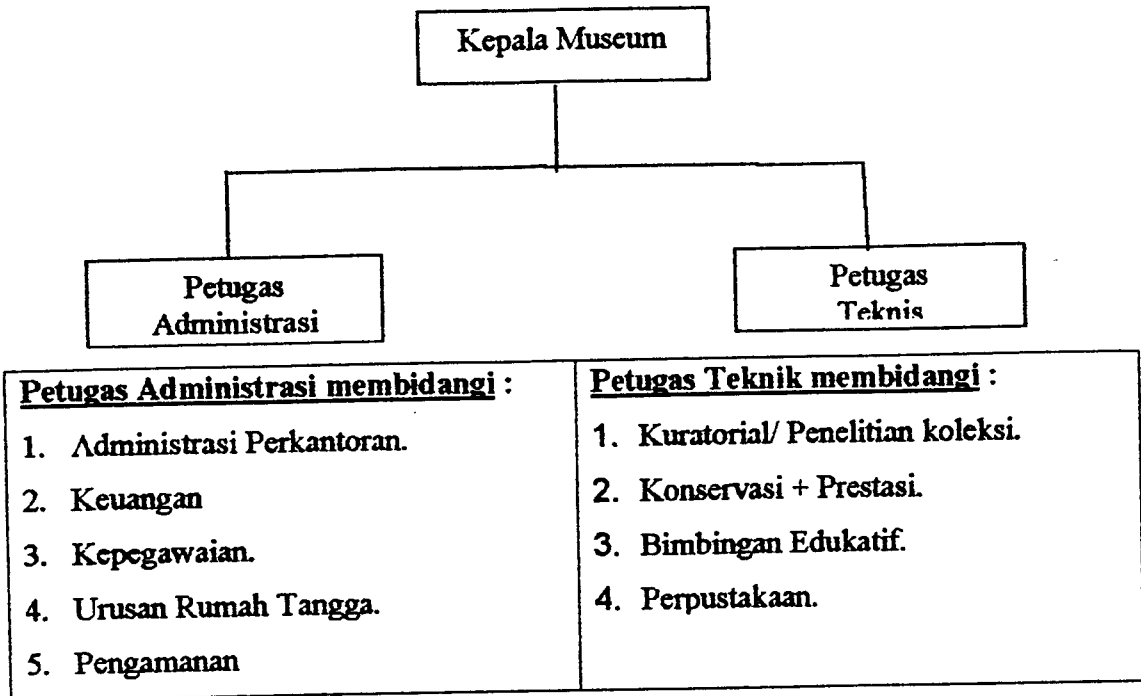 Kepala Museum
Petugas
Administrasi
Petugas
Teknis
Petugas Administrasi membidangi :
1. Administrasi Perkantoran.
2. Keuangan
3. Kepegawaian.
4. Urusan Rumah Tangga.
5. Pengamanan
Petugas Teknik membidangi :
1. Kuratorial/ Penelitian koleksi.
2. Konservasi + Prestasi.
3. Bimbingan Edukatif.
4. Perpustakaan.